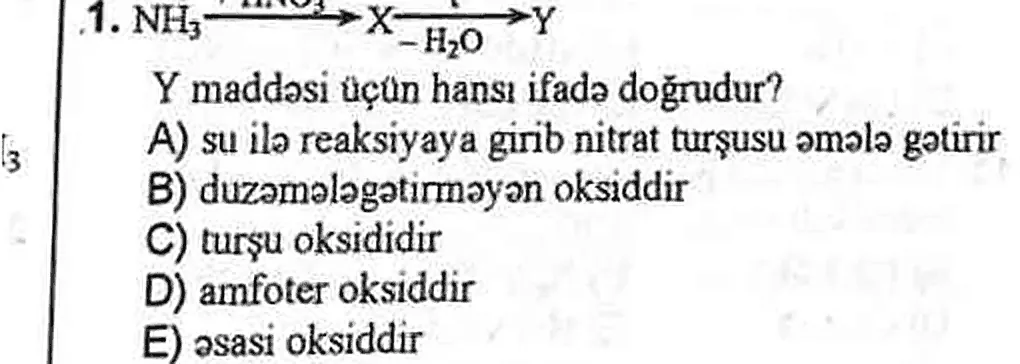 1. NH₃ → X → Y
– H₂O
Y maddəsi üçün hansı ifadə doğrudur?
A) su ilə reaksiyaya girib nitrat turşusu əmələ gətirir
B) duzəmələgətirməyən oksiddir
C) turşu oksididir
D) amfoter oksiddir
E) əsasi oksiddir